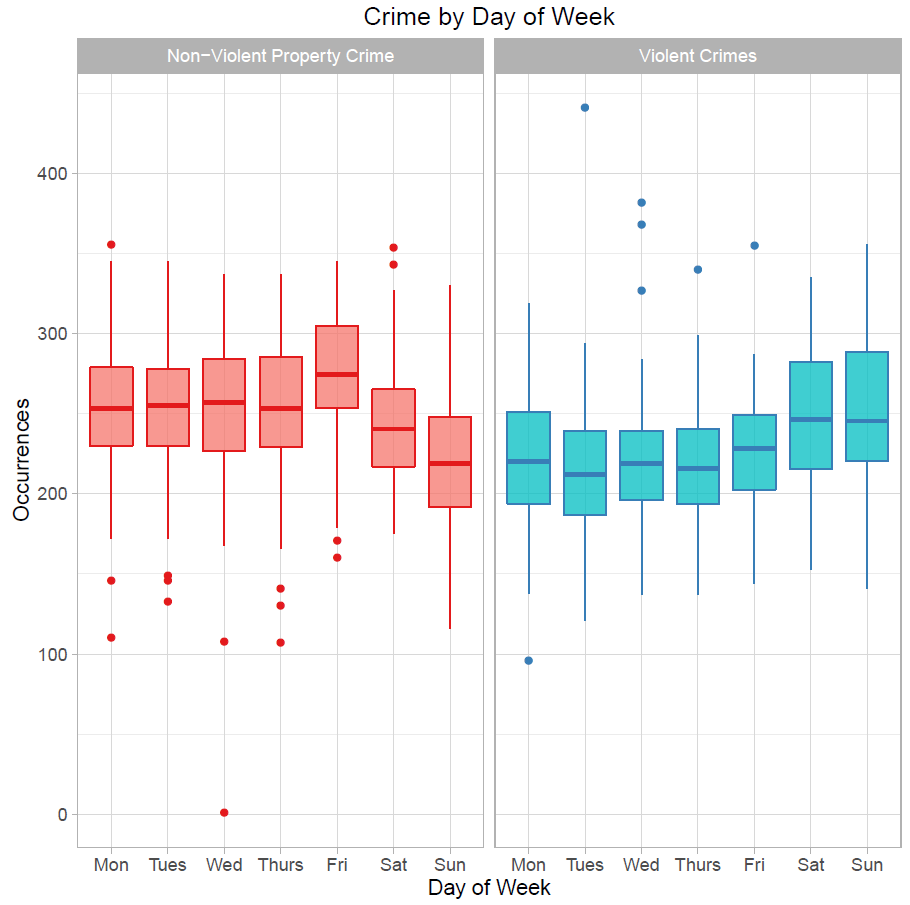 Crime by Day of Week
Non−Violent Property Crime
Violent Crimes
400
300
200
100
0
Occurrences
Mon Tues Wed Thurs Fri Sat Sun
Mon Tues Wed Thurs Fri Sat Sun
Day of Week